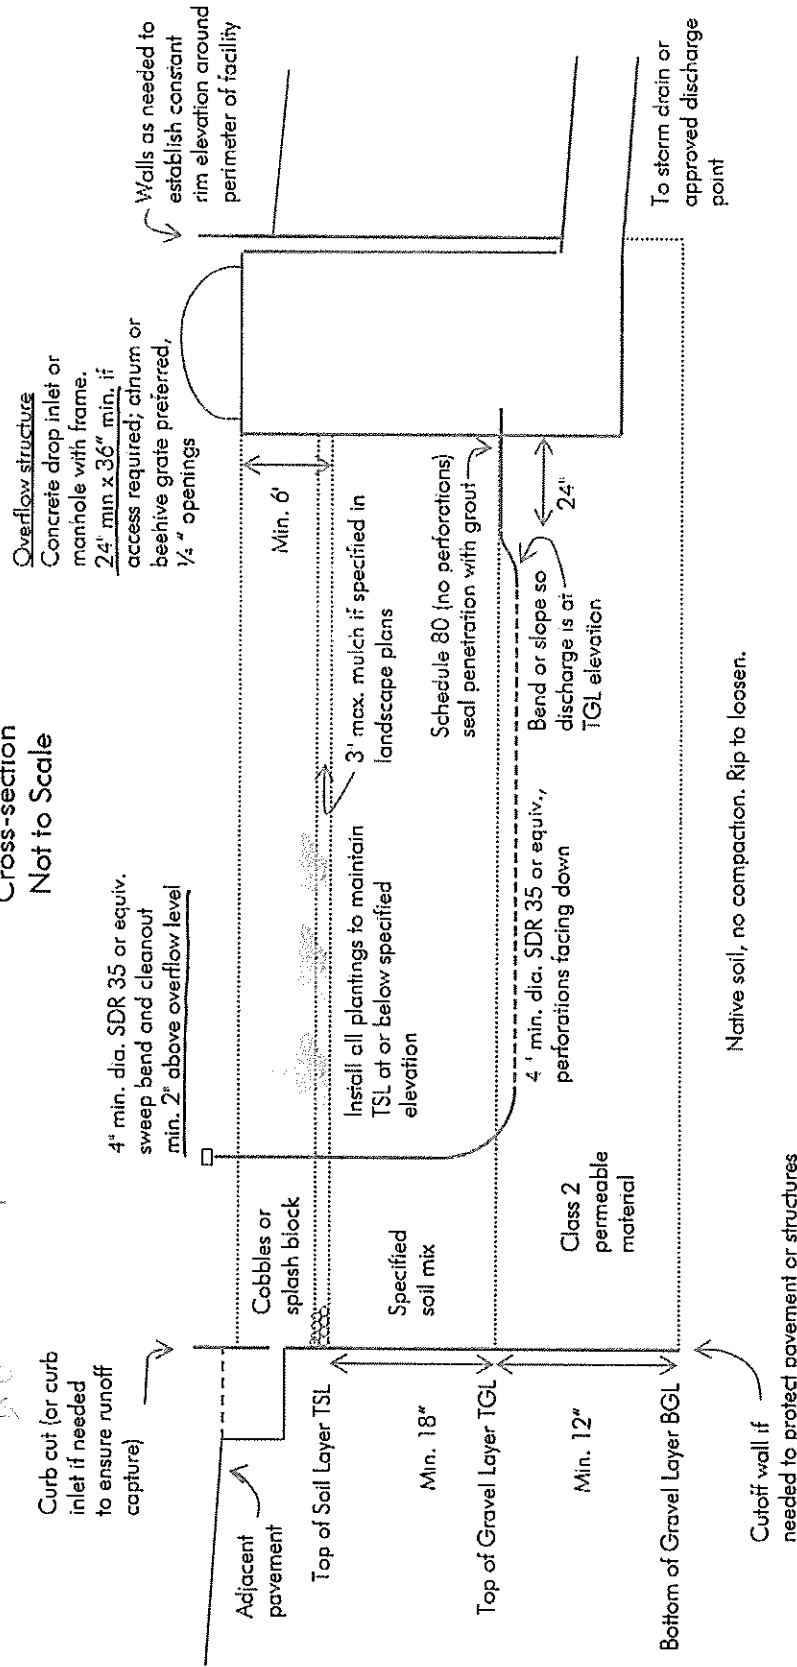 Cross-section
Not to Scale
Curb cut (or curb
inlet if needed
to ensure runoff
capture)
Adjacent
pavement
4" min. dia. SDR 35 or equiv.
sweep bend and cleanout
min. 2" above overflow level
Overflow structure
Concrete drop inlet or
manhole with frame.
24' min x 36" min. if
access required; atrium or
beehive grate preferred,
¼ " openings
Walls as needed to
establish constant
rim elevation around
perimeter of facility
Cobbles or
splash block
Min. 6'
Top of Soil Layer TSL
Install all plantings to maintain
TSL at or below specified
elevation
3' max. mulch if specified in
landscape plans
Min. 18"
Specified
soil mix
Schedule 80 (no perforations)
seal penetration with grout
Top of Gravel Layer TGL
24"
4 ' min. dia. SDR 35 or equiv.,
perforations facing down
Bend or slope so
discharge is at
TGL elevation
Min. 12"
Class 2
permeable
material
To storm drain or
approved discharge
point
Bottom of Gravel Layer BGL
Native soil, no compaction. Rip to loosen.
Cutoff wall if
needed to protect pavement or structures